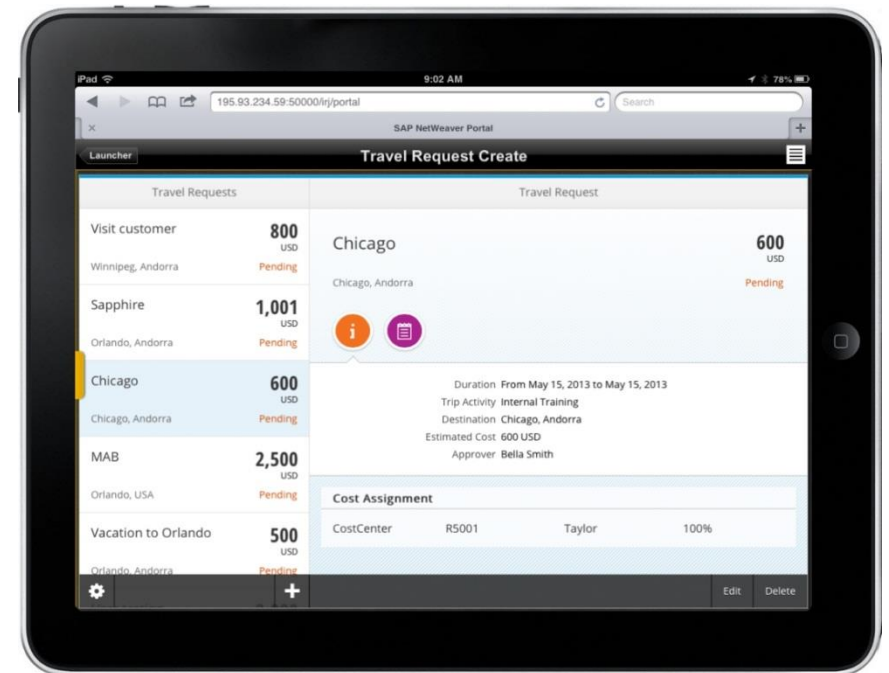 iPad 9:02 AM 78%
195.93.234.59:50000/irj/portal Search
SAP NetWeaver Portal
Launcher Travel Request Create
Travel Requests
Visit customer 800
USD
Winnipeg, Andorra Pending
Sapphire 1,001
USD
Orlando, Andorra Pending
Chicago 600
USD
Chicago, Andorra Pending
MAB 2,500
USD
Orlando, USA Pending
Vacation to Orlando 500
USD
Orlando, Andorra Pending
Travel Request
Chicago 600
USD
Chicago, Andorra Pending
i
Duration From May 15, 2013 to May 15, 2013
Trip Activity Internal Training
Destination Chicago, Andorra
Estimated Cost 600 USD
Approver Bella Smith
Cost Assignment
CostCenter R5001 Taylor 100%
Edit Delete